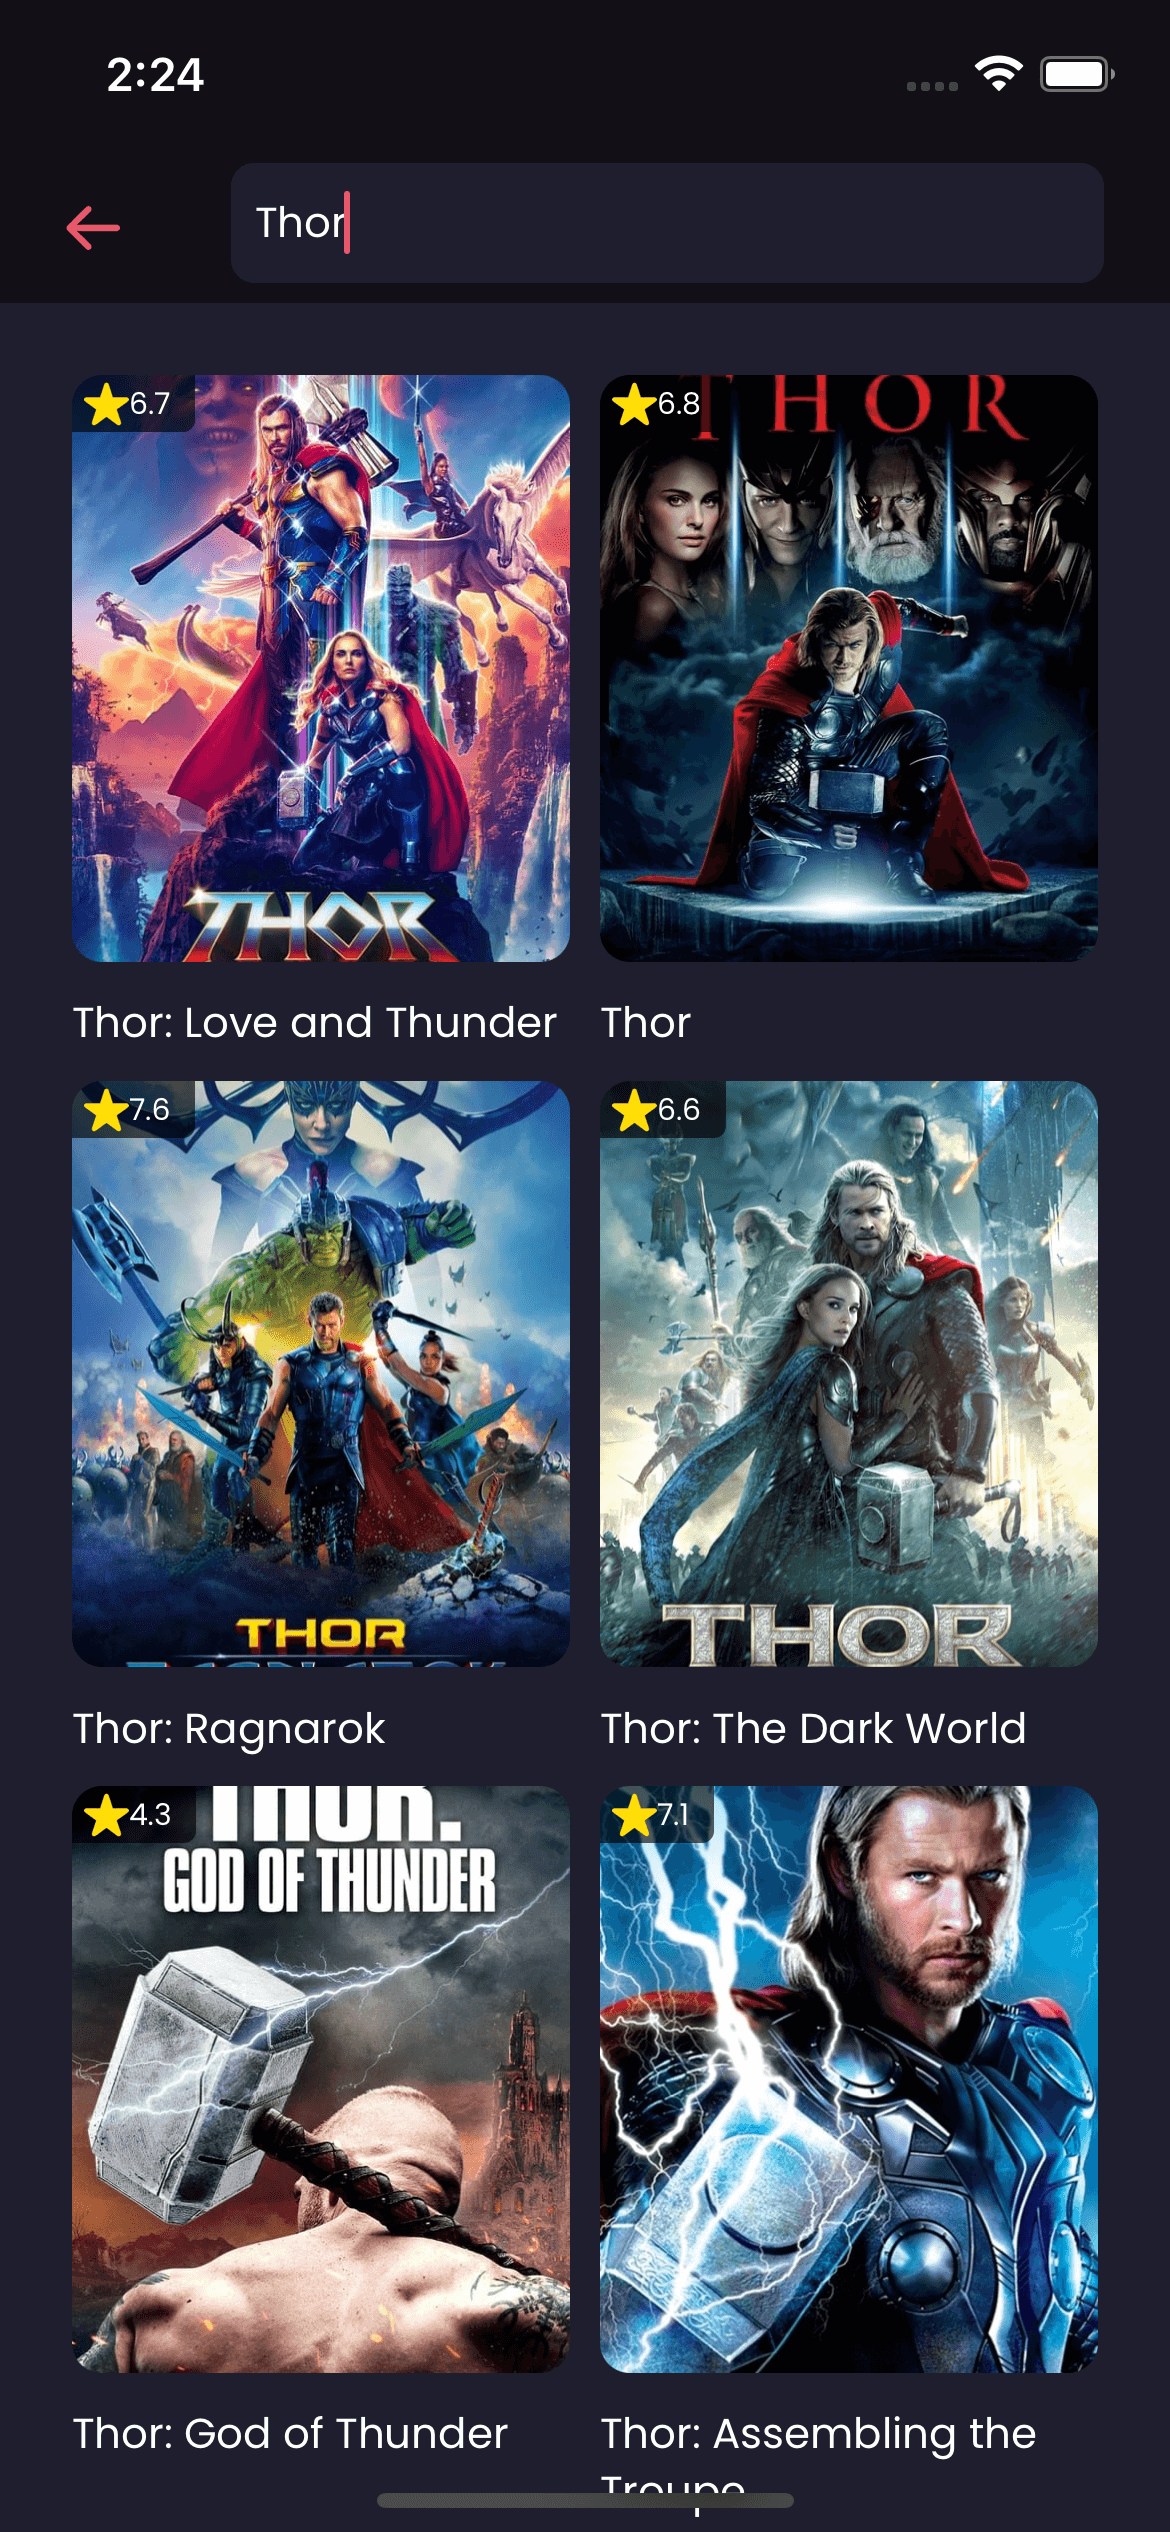 2:24
Thor
6.7
THOR
Thor: Love and Thunder
6.8
THOR
Thor
7.6
THOR
Thor: Ragnarok
6.6
THOR
Thor: The Dark World
4.3
THOR:
GOD OF THUNDER
Thor: God of Thunder
7.1
Thor: Assembling the
Troupe